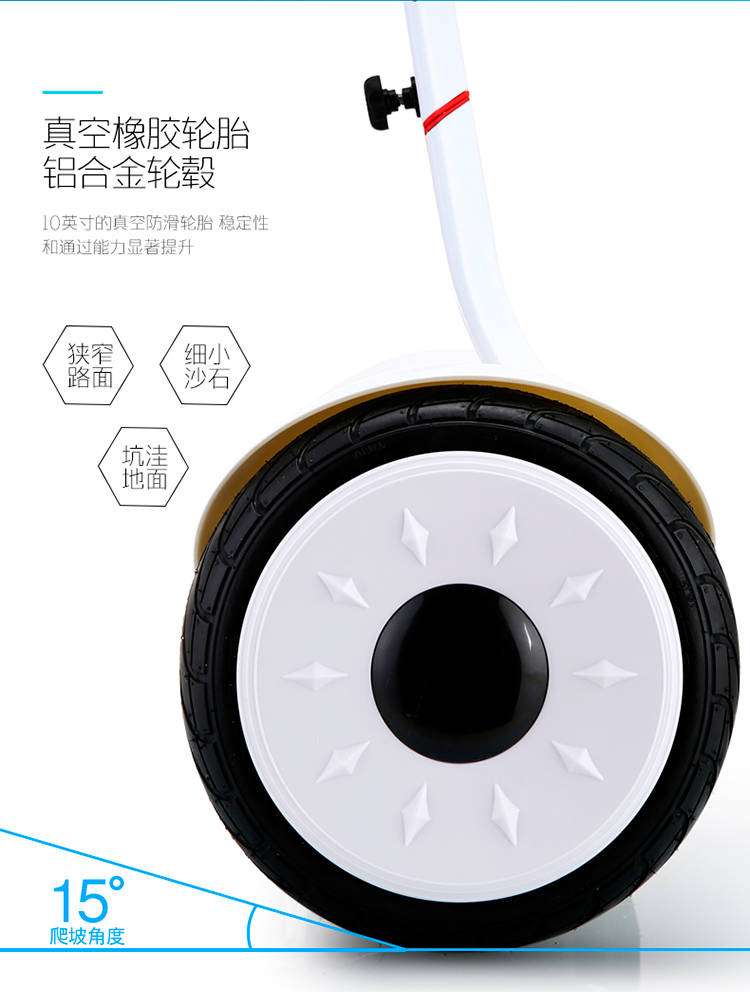 真空橡胶轮胎
铝合金轮毂
10英寸的真空防滑轮胎 稳定性
和通过能力显著提升
狭窄
路面
细小
沙石
坑洼
地面
15°
爬坡角度